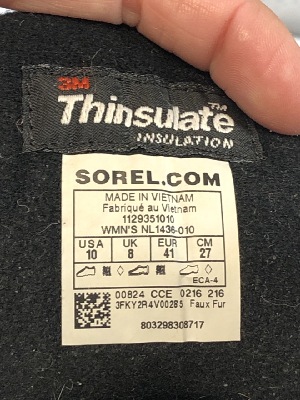 3M
Thinsulate™
INSULATION
SOREL.COM
MADE IN VIETNAM
Fabriqué au Vietnam
1129351010
WMN'S NL1436-010
USA UK EUR CM
10 8 41 27
ECA-4
00824 CCE 0216 216
3FKY2R4V00285 Faux Fur
803298308717